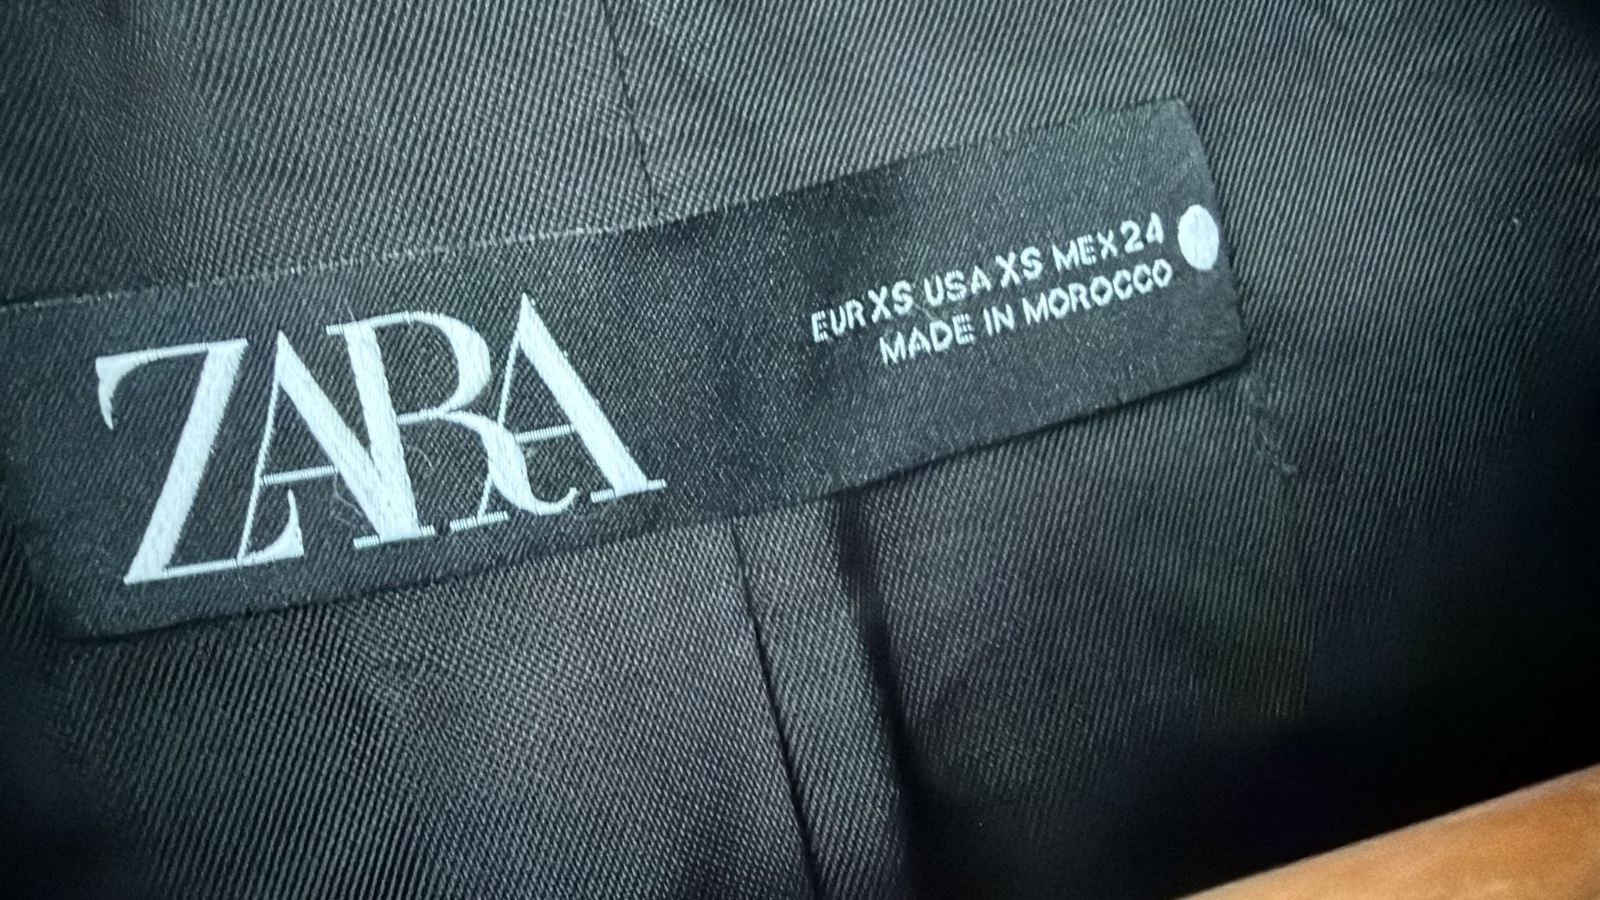 ZARA
EUR XS USA XS MEX 24
MADE IN MOROCCO